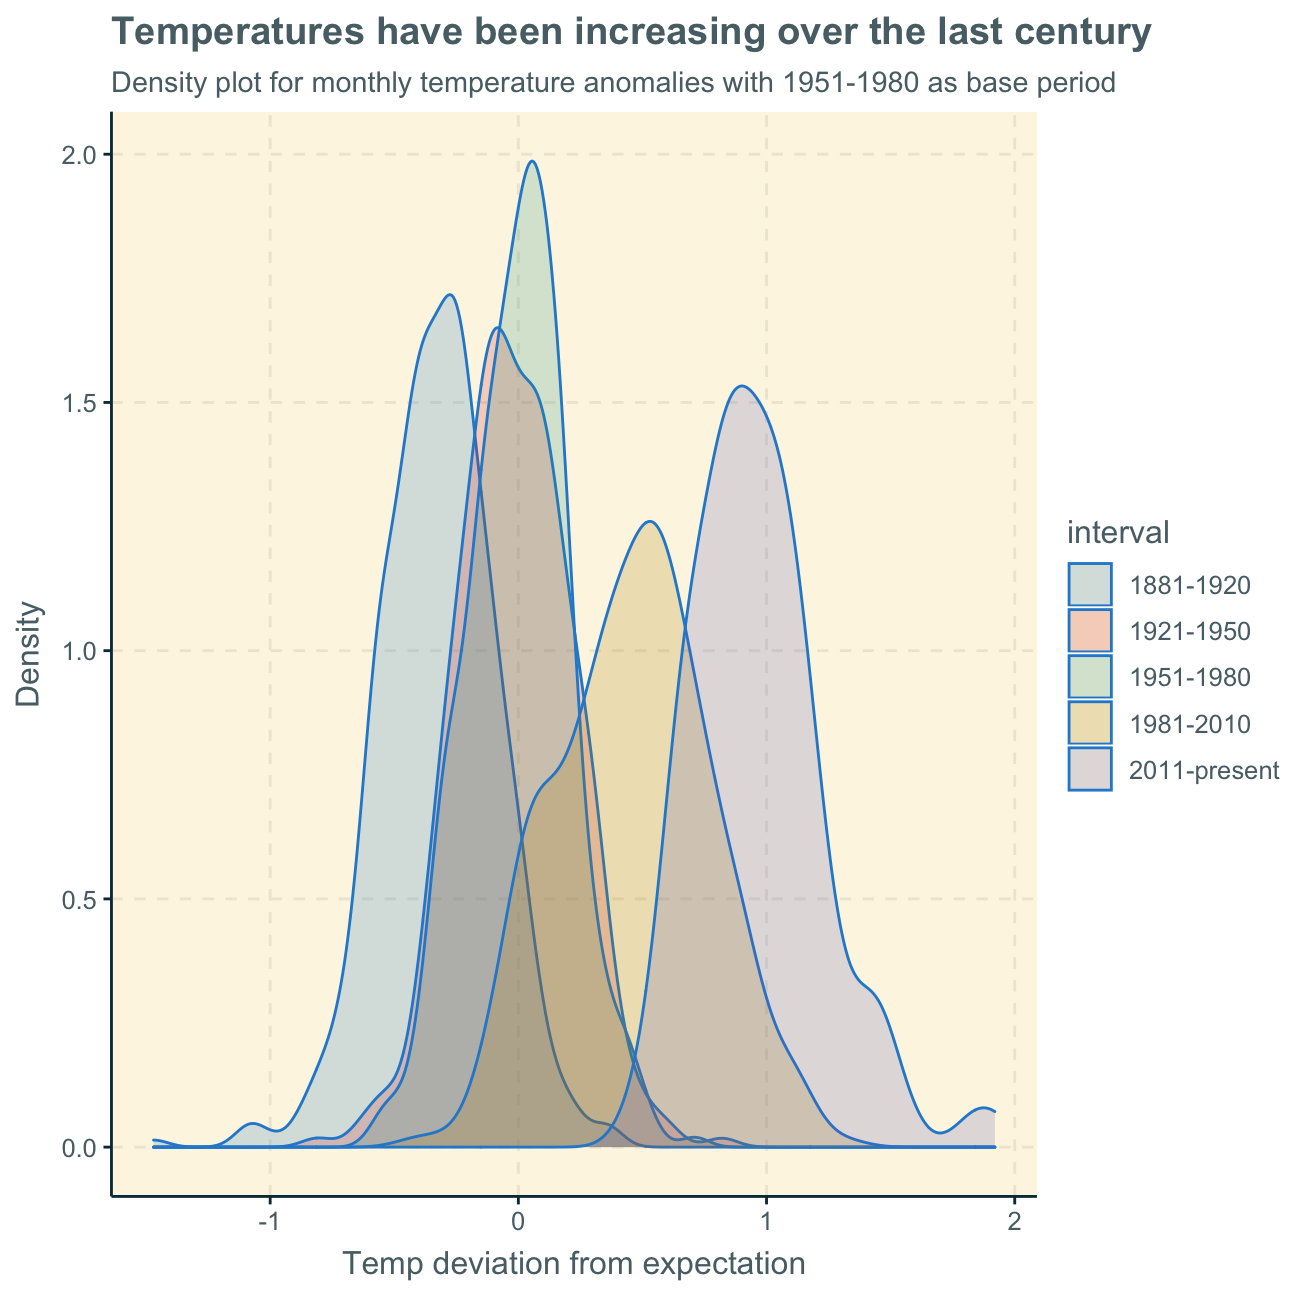 Temperatures have been increasing over the last century
Density plot for monthly temperature anomalies with 1951-1980 as base period
2.0
1.5
1.0
0.5
0.0
Density
-1
0
1
2
Temp deviation from expectation
interval
1881-1920
1921-1950
1951-1980
1981-2010
2011-present